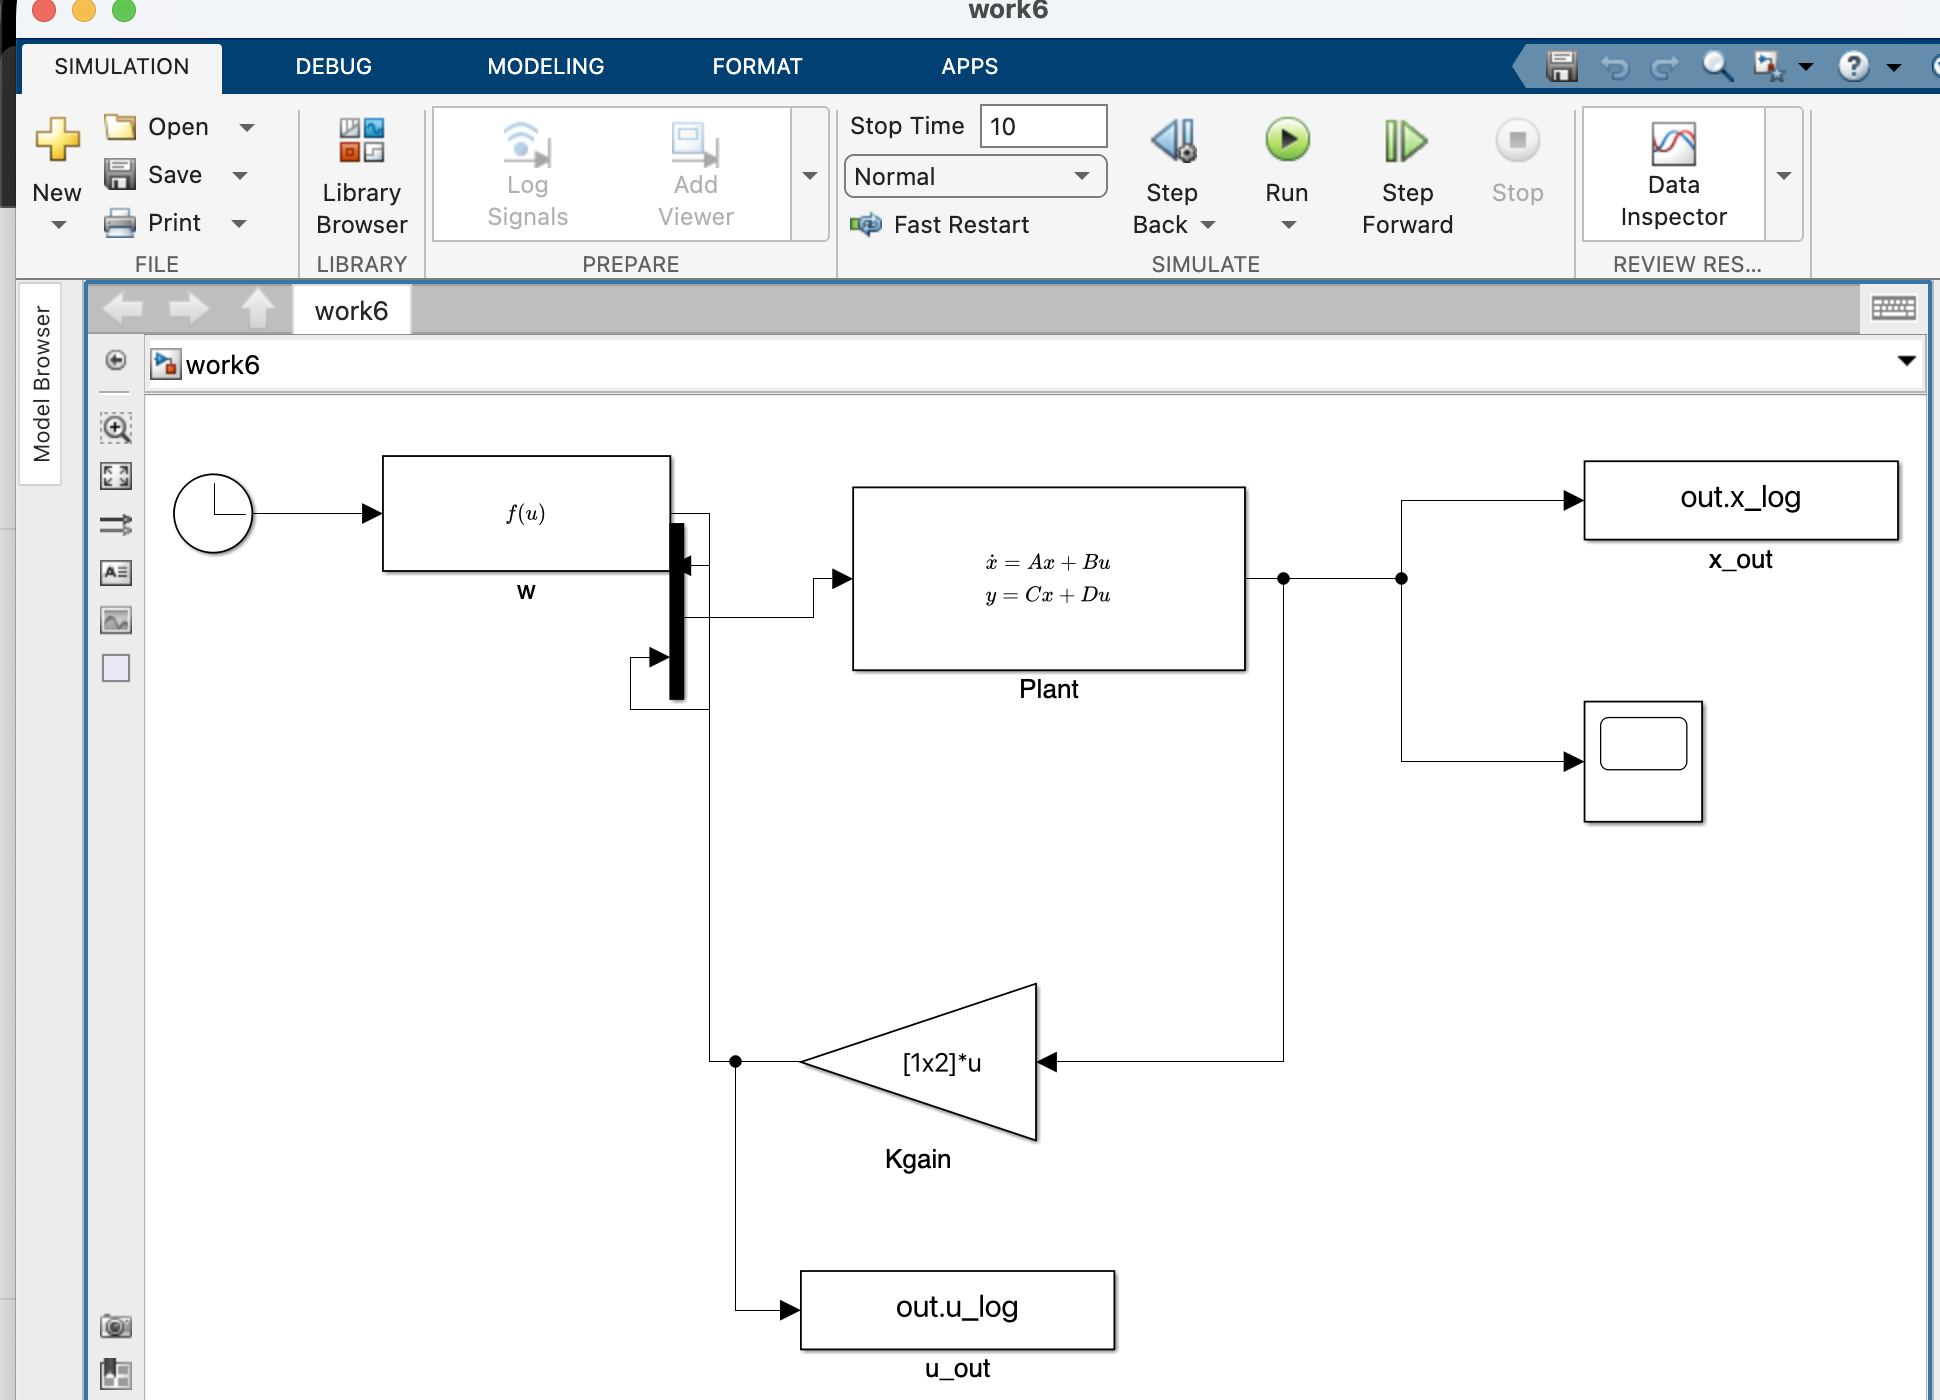 work6
SIMULATION
DEBUG
MODELING
FORMAT
APPS
New
Open
Save
Print
FILE
Library
Browser
LIBRARY
Log
Signals
Add
Viewer
PREPARE
Stop Time 10
Normal
Fast Restart
Step
Back
Run
Step
Forward
Stop
SIMULATE
Data
Inspector
REVIEW RES...
Model Browser
work6
work6
f(u)
w
ẋ = Ax + Bu
y = Cx + Du
Plant
out.x_log
x_out
[1x2]*u
Kgain
out.u_log
u_out